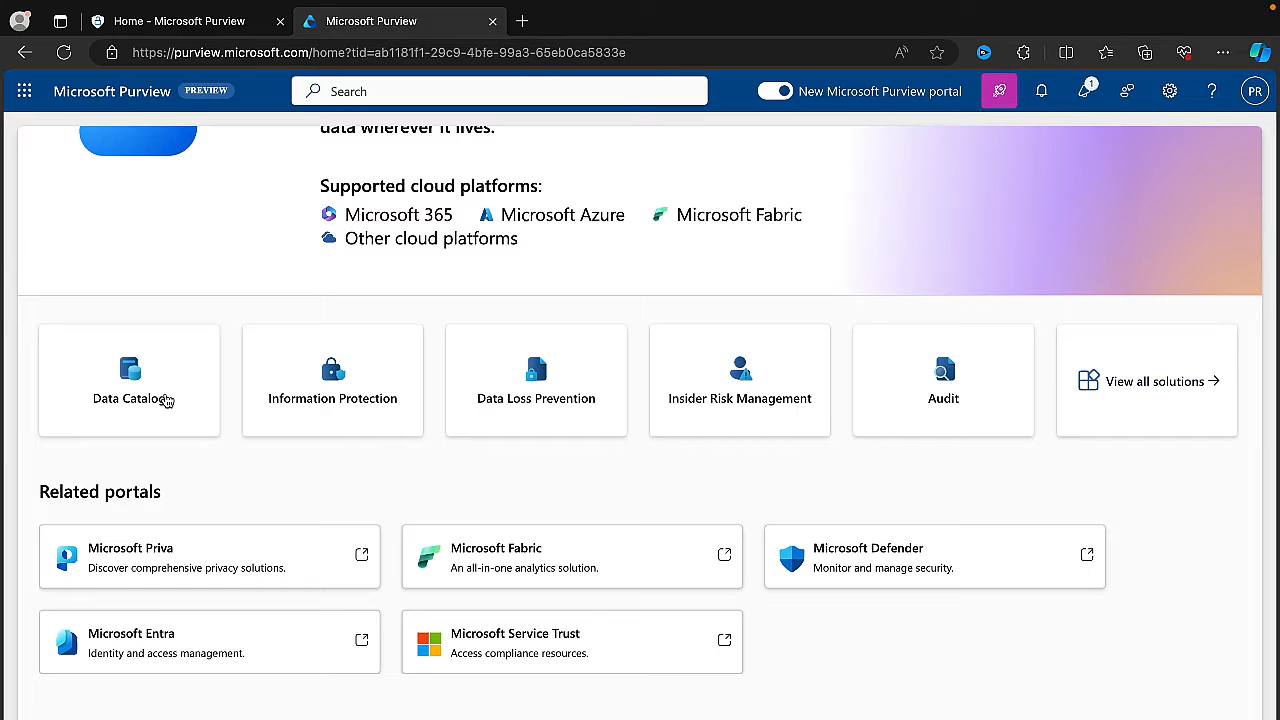 Home - Microsoft Purview
Microsoft Purview
https://purview.microsoft.com/home?tid=ab1181f1-29c9-4bfe-99a3-65eb0ca5833e
Microsoft Purview PREVIEW
Search
New Microsoft Purview portal
1
PR
data wherever it lives.
Supported cloud platforms:
Microsoft 365
Microsoft Azure
Microsoft Fabric
Other cloud platforms
Data Catalog
Information Protection
Data Loss Prevention
Insider Risk Management
Audit
View all solutions
Related portals
Microsoft Priva
Discover comprehensive privacy solutions.
Microsoft Fabric
An all-in-one analytics solution.
Microsoft Defender
Monitor and manage security.
Microsoft Entra
Identity and access management.
Microsoft Service Trust
Access compliance resources.